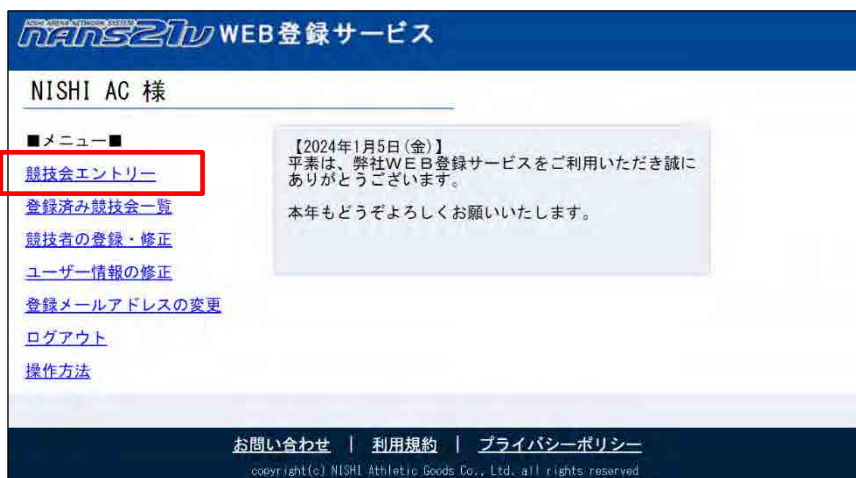 NISHI ARENA NETWORK SYSTEM
nans21V WEB登録サービス
NISHI AC 様
■メニュー■
競技会エントリー
登録済み競技会一覧
競技者の登録・修正
ユーザー情報の修正
登録メールアドレスの変更
ログアウト
操作方法
【2024年1月5日(金)】
平素は、弊社ＷＥＢ登録サービスをご利用いただき誠に
ありがとうございます。
本年もどうぞよろしくお願いいたします。
お問い合わせ | 利用規約 | プライバシーポリシー
copyright(c) NISHI Athletic Goods Co., Ltd. all rights reserved